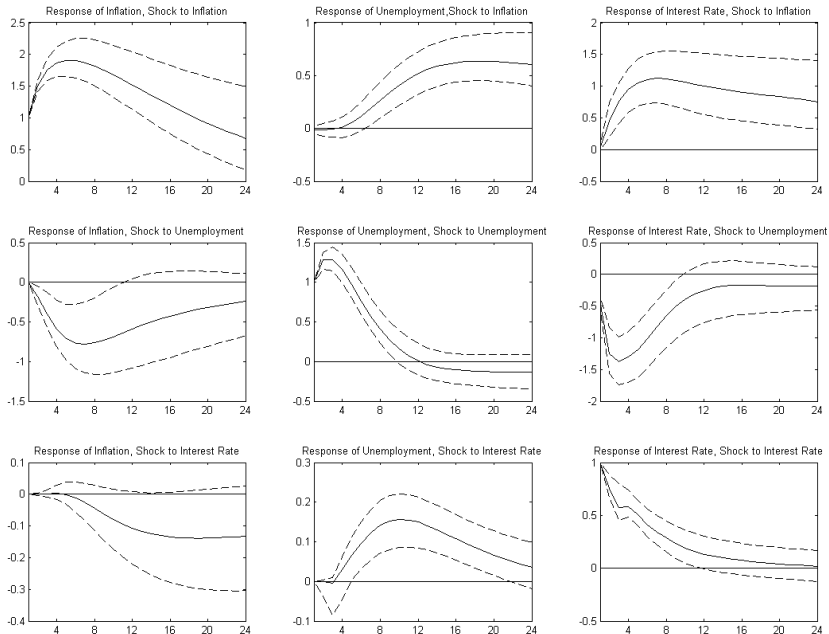 Response of Inflation, Shock to Inflation
2.5
2
1.5
1
0.5
0
4 8 12 16 20 24
Response of Unemployment,Shock to Inflation
1
0.5
0
-0.5
4 8 12 16 20 24
Response of Interest Rate, Shock to Inflation
2
1.5
1
0.5
0
-0.5
4 8 12 16 20 24
Response of Inflation, Shock to Unemployment
0.5
0
-0.5
-1
-1.5
4 8 12 16 20 24
Response of Unemployment, Shock to Unemployment
1.5
1
0.5
0
-0.5
4 8 12 16 20 24
Response of Interest Rate, Shock to Unemployment
0.5
0
-0.5
-1
-1.5
-2
4 8 12 16 20 24
Response of Inflation, Shock to Interest Rate
0.1
0
-0.1
-0.2
-0.3
-0.4
4 8 12 16 20 24
Response of Unemployment, Shock to Interest Rate
0.3
0.2
0.1
0
-0.1
4 8 12 16 20 24
Response of Interest Rate, Shock to Interest Rate
1
0.5
0
-0.5
4 8 12 16 20 24